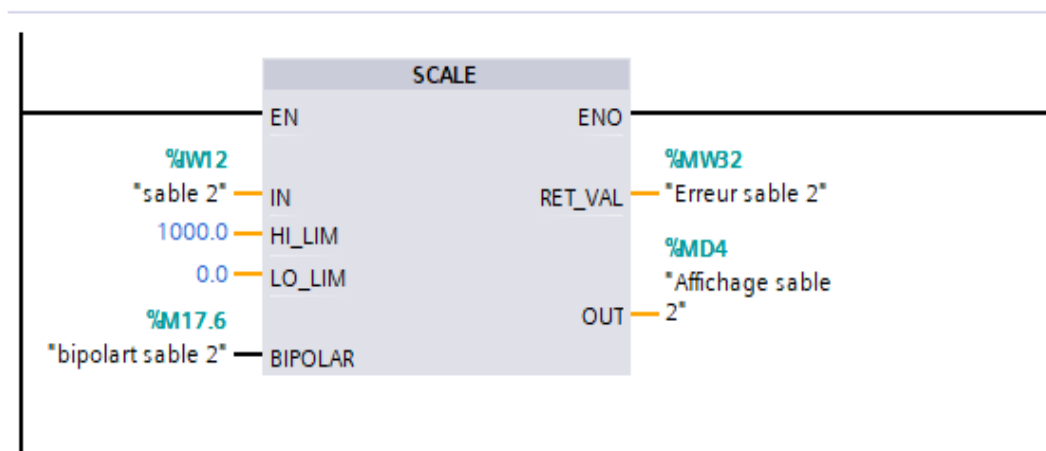 SCALE
EN ENO
%IW12
"sable 2" IN
1000.0 HI_LIM
0.0 LO_LIM
%M17.6
"bipolart sable 2" BIPOLAR
%MW32
RET_VAL "Erreur sable 2"
%MD4
"Affichage sable
OUT 2"